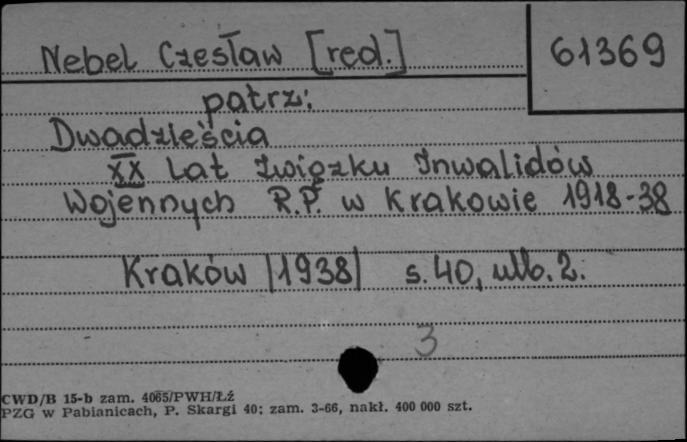 Nebel Czesław [red.] 61369
patrz:
Dwadzieścia
XX Lat Związku Inwalidów
Wojennych R.P. w Krakowie 1918-38
Kraków |1938| s. 40, ulb. 2.
3
CWD/B 15-b zam. 4065/PWH/Łź
PZG w Pabianicach, P. Skargi 40; zam. 3-66, nakł. 400 000 szt.